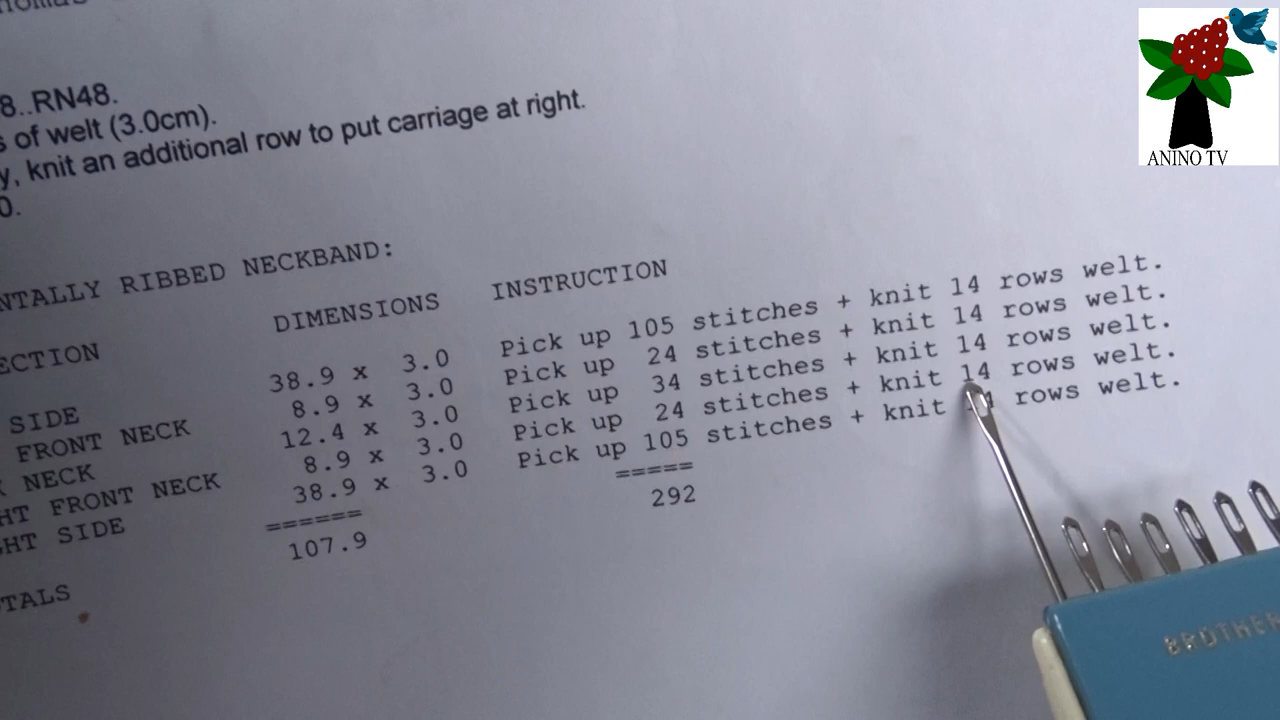 8..RN48.
s of welt (3.0cm).
y, knit an additional row to put carriage at right.
0.
NTALLY RIBBED NECKBAND:
ECTION DIMENSIONS INSTRUCTION
SIDE 38.9 x 3.0 Pick up 105 stitches + knit 14 rows welt.
FRONT NECK 8.9 x 3.0 Pick up 24 stitches + knit 14 rows welt.
NECK 12.4 x 3.0 Pick up 34 stitches + knit 14 rows welt.
HT FRONT NECK 8.9 x 3.0 Pick up 24 stitches + knit 14 rows welt.
HT SIDE 38.9 x 3.0 Pick up 105 stitches + knit rows welt.
====== =====
TALS 107.9 292
BROTHER
ANINO TV